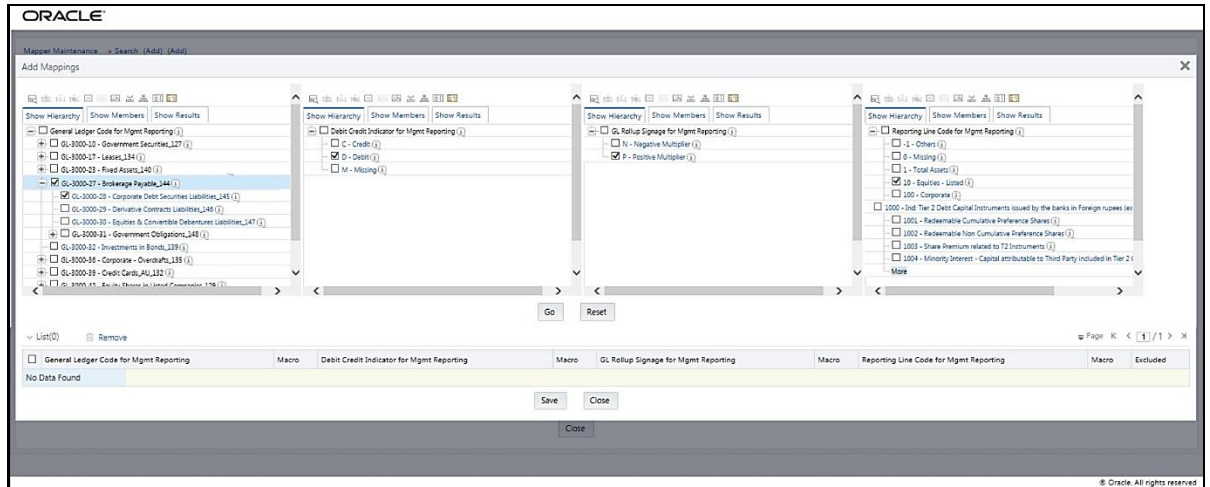 ORACLE
Mapper Maintenance » Search (Add) (Add)
Add Mappings
Show Hierarchy Show Members Show Results
General Ledger Code for Mgmt Reporting
GL-3000-10 - Government Securities_127
GL-3000-17 - Leases_134
GL-3000-23 - Fixed Assets_140
GL-3000-27 - Brokerage Payable_144
GL-3000-28 - Corporate Debt Securities Liabilities_145
GL-3000-29 - Derivative Contracts Liabilities_146
GL-3000-30 - Equities & Convertible Debentures Liabilities_147
GL-3000-31 - Government Obligations_148
GL-3000-32 - Investments in Bonds_139
GL-3000-36 - Corporate - Overdrafts_135
GL-3000-39 - Credit Cards_AU_132
GL-3000-42 - Equity Shares in Listed Companies_129
Show Hierarchy Show Members Show Results
Debit Credit Indicator for Mgmt Reporting
C - Credit
D - Debit
M - Missing
Show Hierarchy Show Members Show Results
GL Rollup Signage for Mgmt Reporting
N - Negative Multiplier
P - Positive Multiplier
Show Hierarchy Show Members Show Results
Reporting Line Code for Mgmt Reporting
-1 - Others
0 - Missing
1 - Total Assets
10 - Equities - Listed
100 - Corporate
1000 - Ind: Tier 2 Debt Capital Instruments issued by the banks in Foreign rupees (ex
1001 - Redeemable Cumulative Preference Shares
1002 - Redeemable Non Cumulative Preference Shares
1003 - Share Premium related to T2 Instruments
1004 - Minority Interest - Capital attributable to Third Party included in Tier 2
More
Go Reset
List(0) Remove Page 1 / 1
General Ledger Code for Mgmt Reporting Macro Debit Credit Indicator for Mgmt Reporting Macro GL Rollup Signage for Mgmt Reporting Macro Reporting Line Code for Mgmt Reporting Macro Excluded
No Data Found
Save Close
Close
© Oracle. All rights reserved